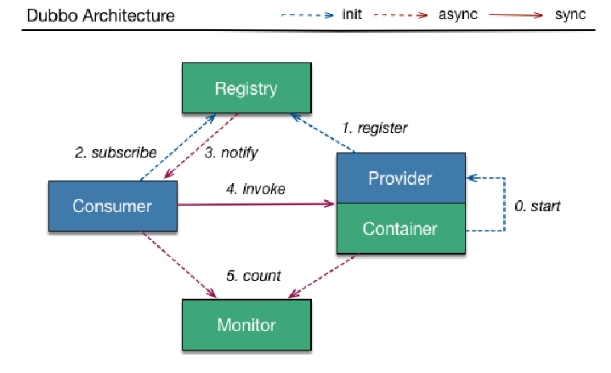 Dubbo Architecture
init
async
sync
Registry
1. register
2. subscribe
3. notify
Provider
4. invoke
Consumer
0. start
Container
5. count
Monitor